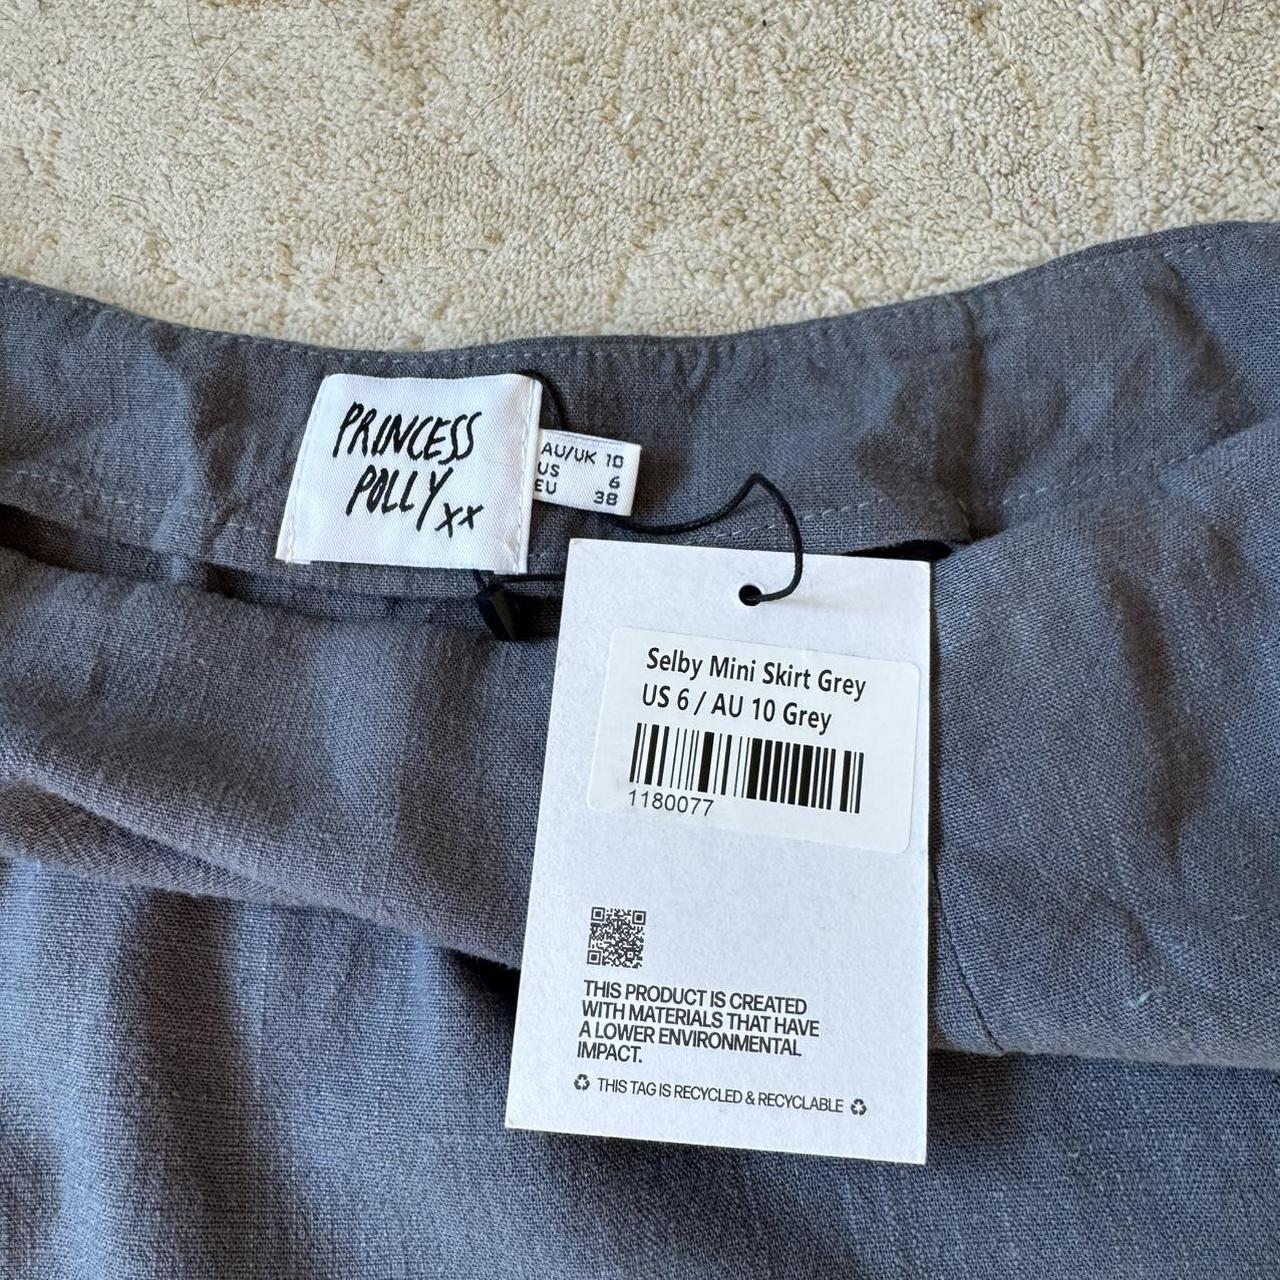 PRINCESS
POLLY xx
AU/UK 10
US 6
EU 38
Selby Mini Skirt Grey
US 6 / AU 10 Grey
1180077
THIS PRODUCT IS CREATED
WITH MATERIALS THAT HAVE
A LOWER ENVIRONMENTAL
IMPACT.
THIS TAG IS RECYCLED & RECYCLABLE